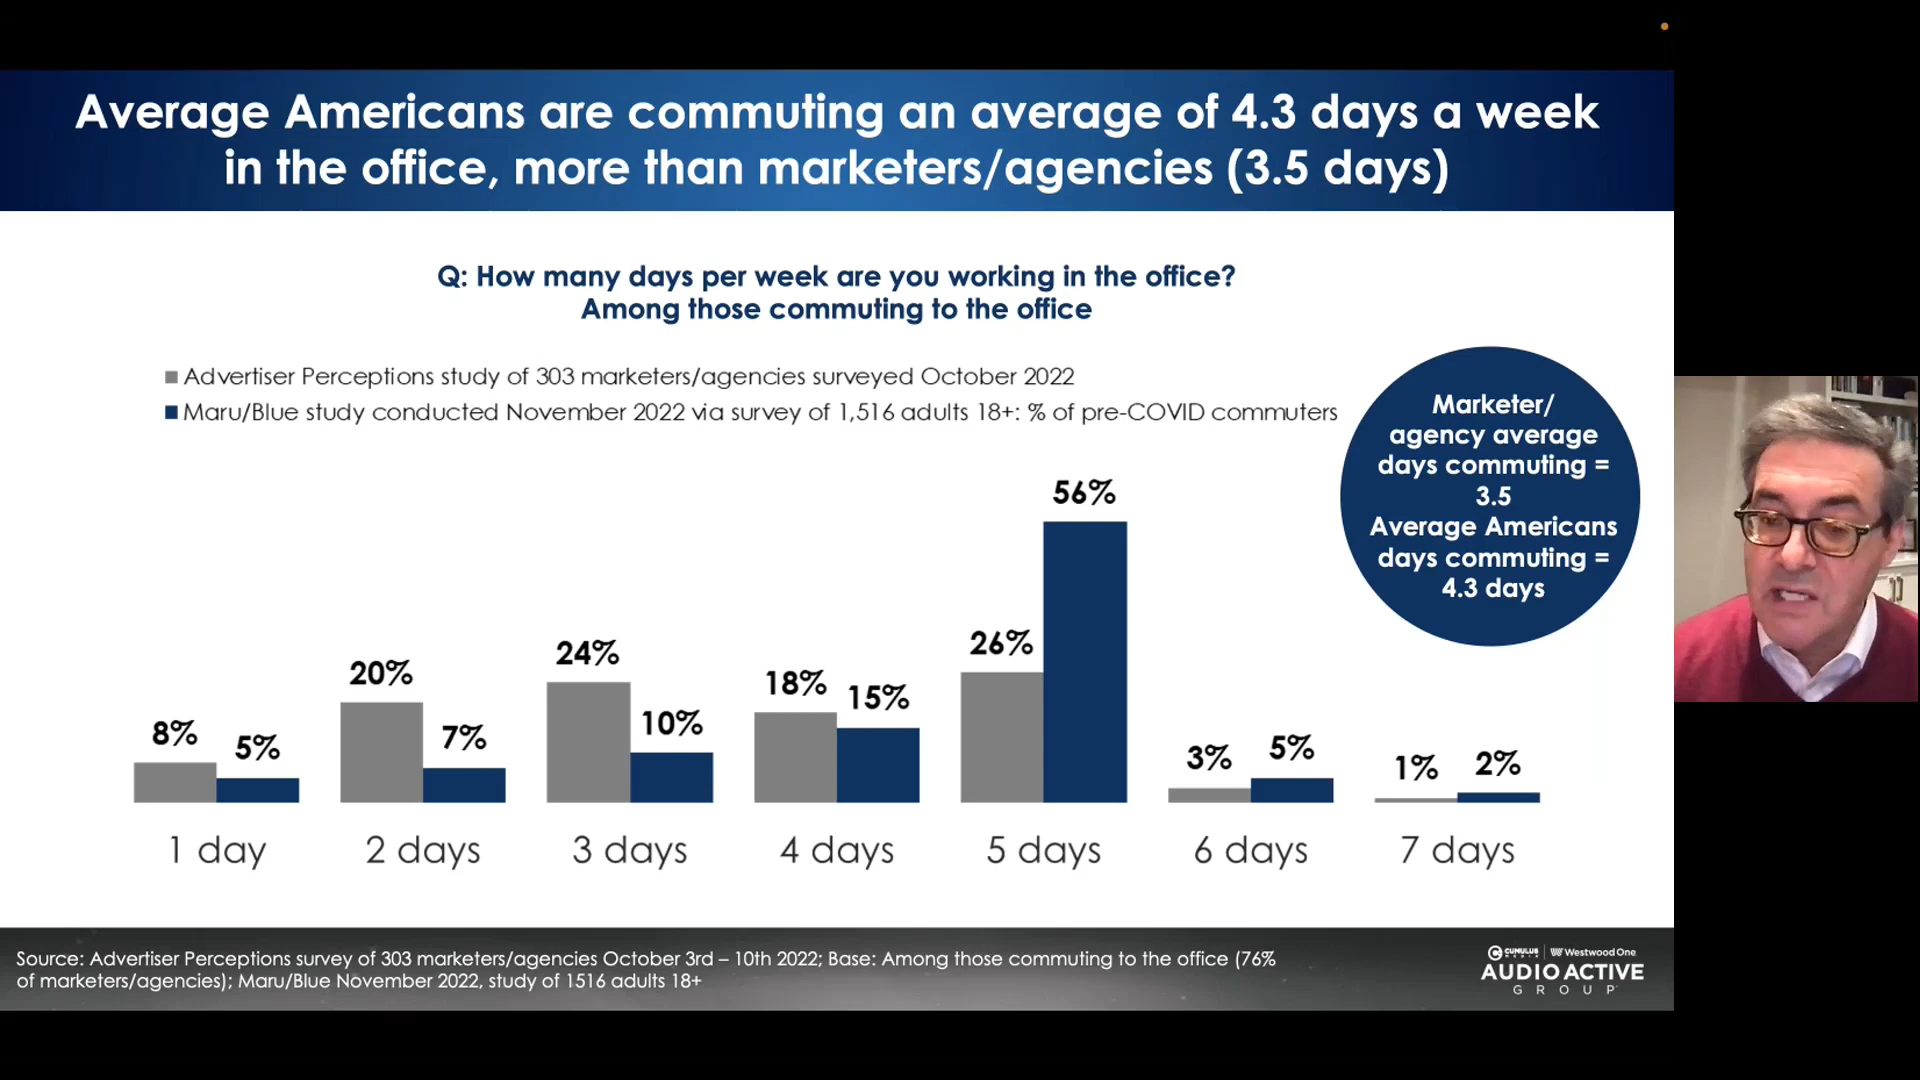 Average Americans are commuting an average of 4.3 days a week
in the office, more than marketers/agencies (3.5 days)
Q: How many days per week are you working in the office?
Among those commuting to the office
Advertiser Perceptions study of 303 marketers/agencies surveyed October 2022
Maru/Blue study conducted November 2022 via survey of 1,516 adults 18+: % of pre-COVID commuters
Marketer/
agency average
days commuting =
3.5
Average Americans
days commuting =
4.3 days
8% 5%
20% 7%
24% 10%
18% 15%
26% 56%
3% 5%
1% 2%
1 day 2 days 3 days 4 days 5 days 6 days 7 days
Source: Advertiser Perceptions survey of 303 marketers/agencies October 3rd – 10th 2022; Base: Among those commuting to the office (76%
of marketers/agencies); Maru/Blue November 2022, study of 1516 adults 18+
CUMULUS MEDIA | Westwood One
AUDIO ACTIVE
GROUP